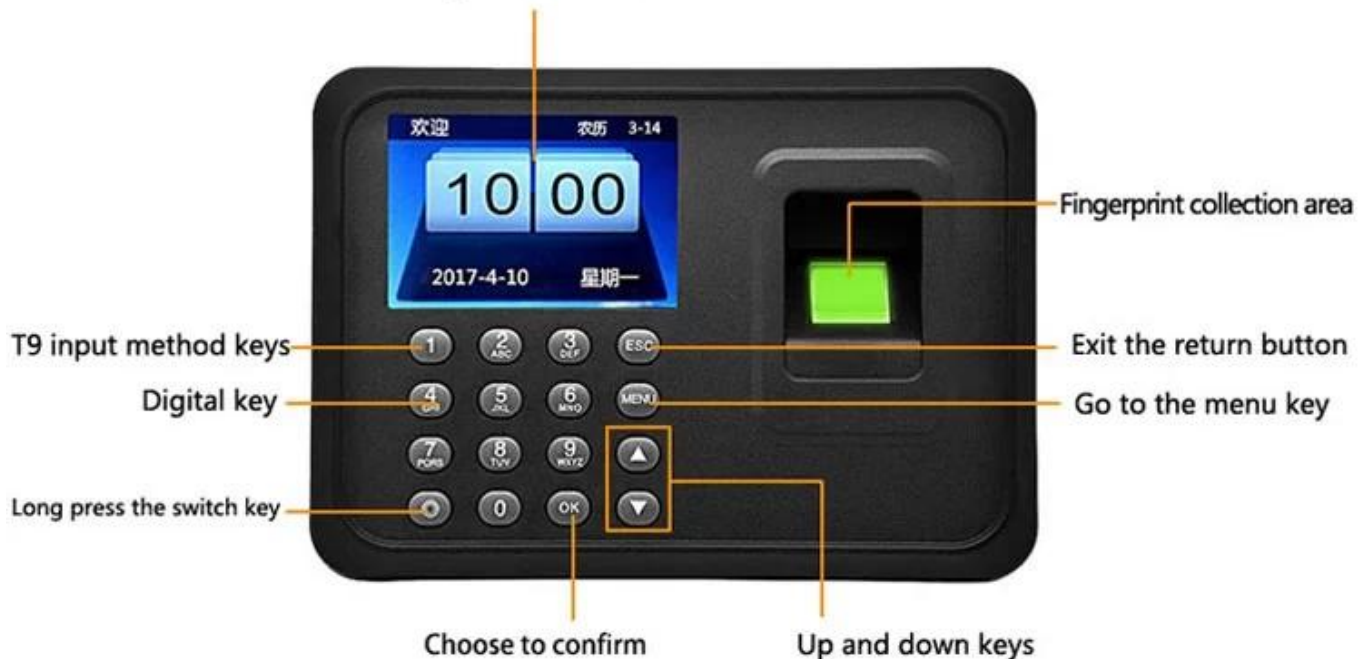 欢迎 农历 3-14
10 00
2017-4-10 星期一
Fingerprint collection area
T9 input method keys
1 2 ABC 3 DEF ESC
Exit the return button
Digital key
4 GHI 5 JKL 6 MNO MENU
Go to the menu key
7 PQRS 8 TUV 9 WXYZ
Long press the switch key
0 OK
Choose to confirm
Up and down keys